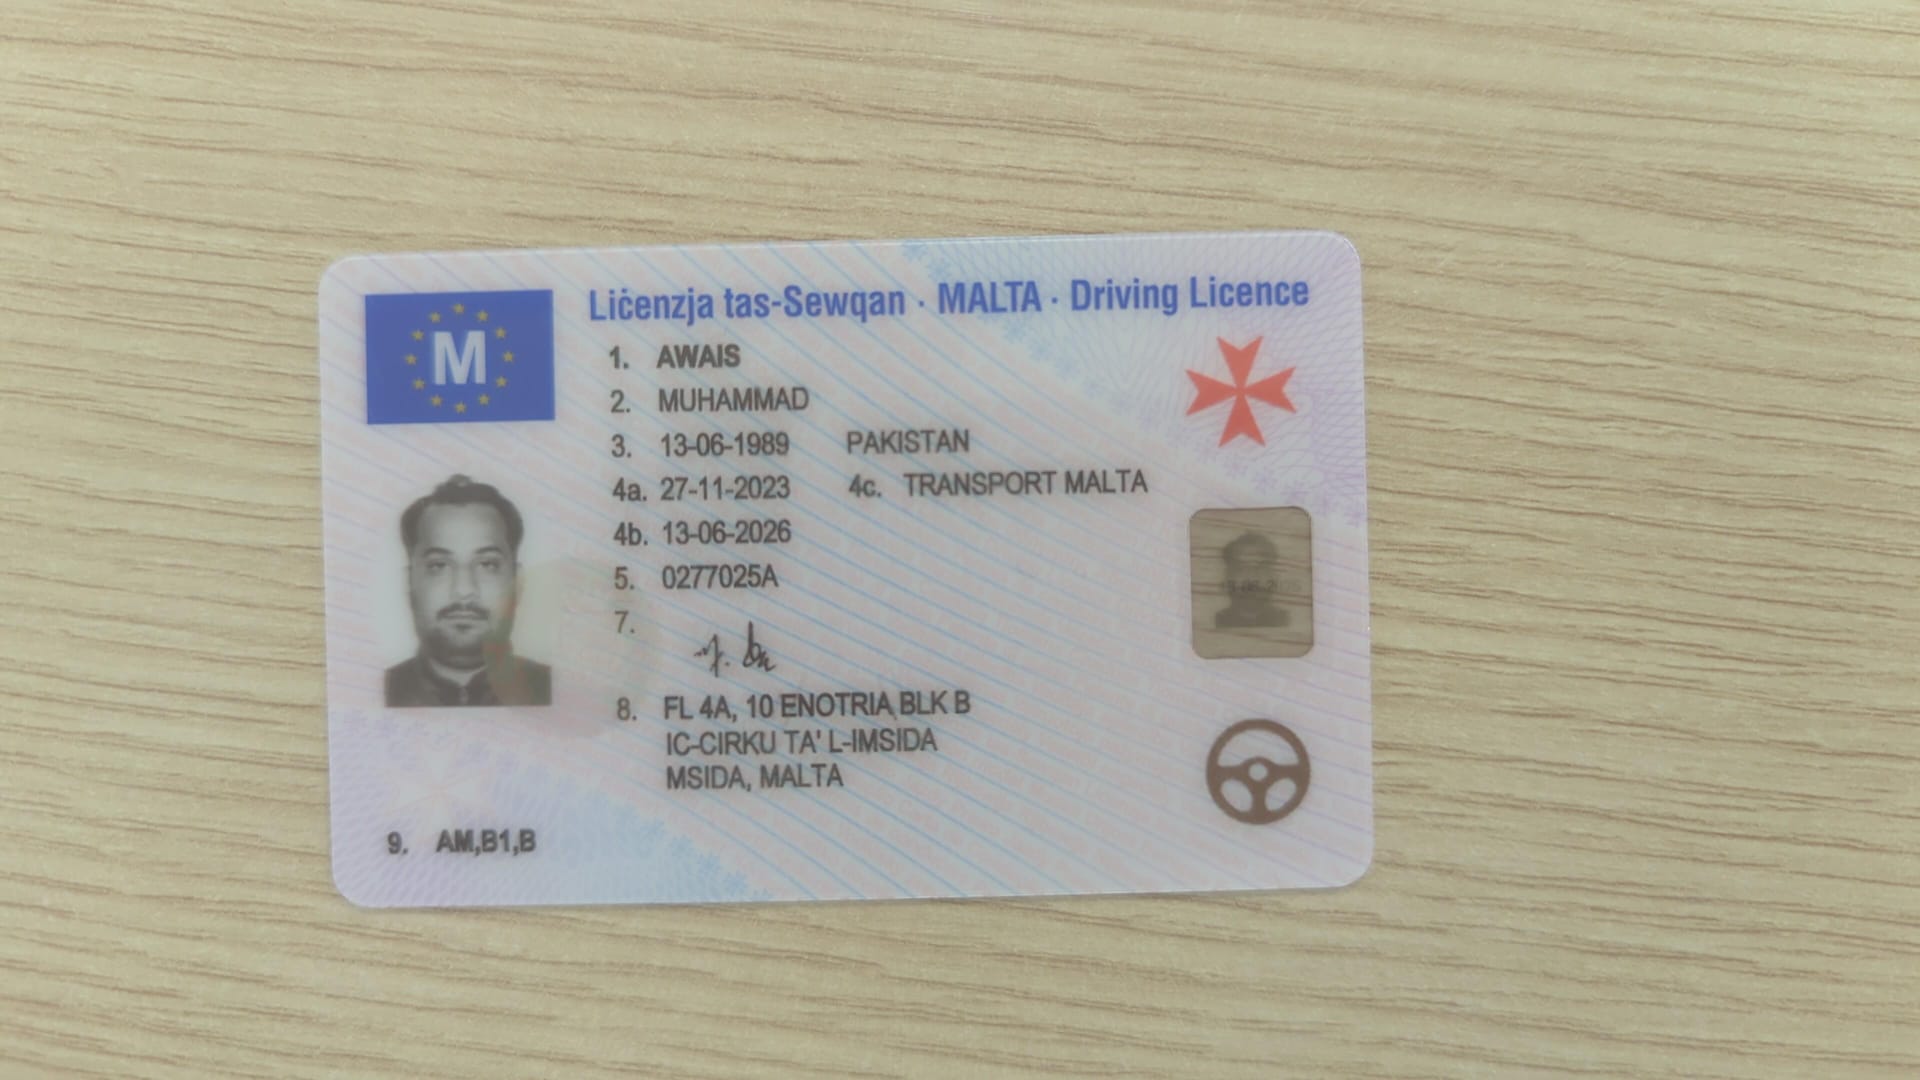 Liċenzja tas-Sewqan · MALTA · Driving Licence
M
1. AWAIS
2. MUHAMMAD
3. 13-06-1989 PAKISTAN
4a. 27-11-2023 4c. TRANSPORT MALTA
4b. 13-06-2026
5. 0277025A
7.
8. FL 4A, 10 ENOTRIA BLK B
IC-CIRKU TA' L-IMSIDA
MSIDA, MALTA
9. AM,B1,B